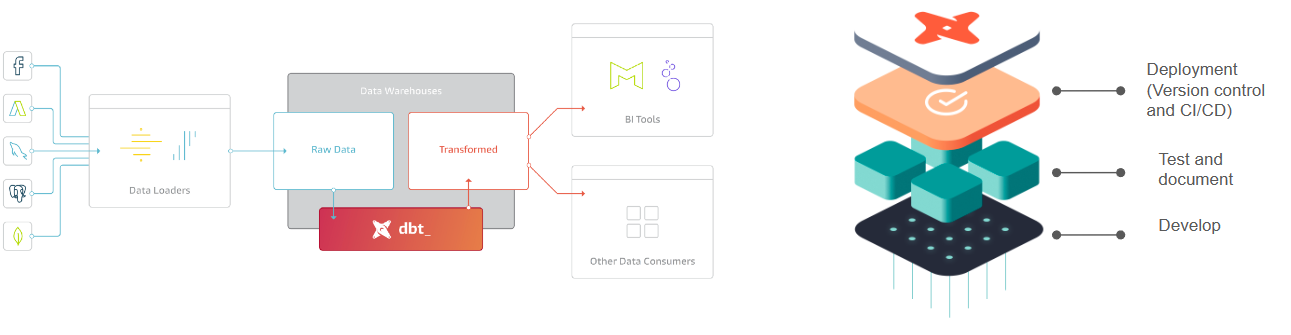 Data Loaders
Data Warehouses
Raw Data
Transformed
dbt_
BI Tools
Other Data Consumers
Deployment
(Version control
and CI/CD)
Test and
document
Develop